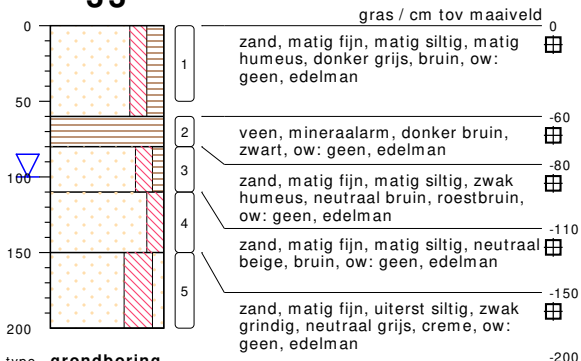 gras / cm tov maaiveld
0
0
zand, matig fijn, matig siltig, matig
humeus, donker grijs, bruin, ow:
geen, edelman
1
50
-60
2
veen, mineraalarm, donker bruin,
zwart, ow: geen, edelman
-80
3
100
zand, matig fijn, matig siltig, zwak
humeus, neutraal bruin, roestbruin,
ow: geen, edelman
4
-110
150
zand, matig fijn, matig siltig, neutraal
beige, bruin, ow: geen, edelman
-150
5
zand, matig fijn, uiterst siltig, zwak
grindig, neutraal grijs, creme, ow:
geen, edelman
200
-200
type grondboring